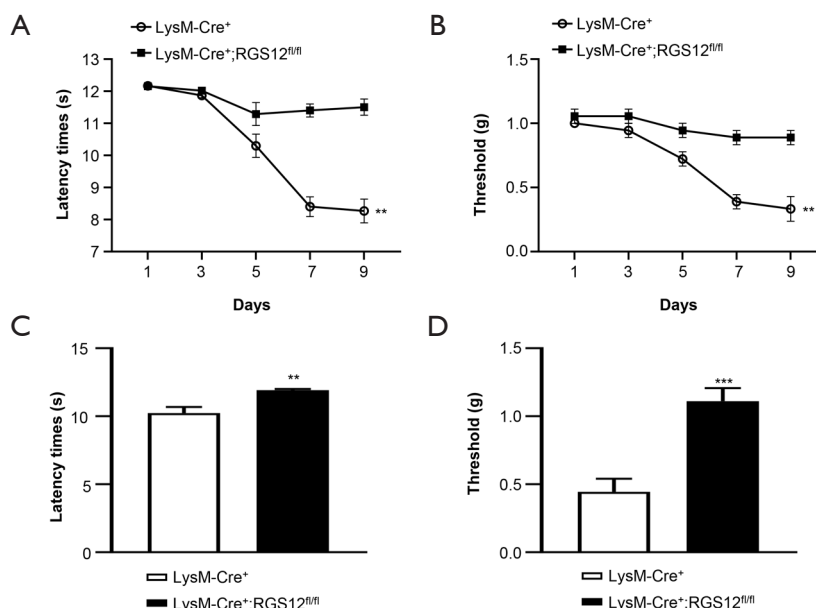 A
LysM-Cre⁺
LysM-Cre⁺;RGS12ᶠˡ/ᶠˡ
Latency times (s)
13
12
11
10
9
8
7
**
1 3 5 7 9
Days
B
LysM-Cre⁺
LysM-Cre⁺;RGS12ᶠˡ/ᶠˡ
Threshold (g)
1.5
1.0
0.5
0.0
**
1 3 5 7 9
Days
C
Latency times (s)
15
10
5
0
**
LysM-Cre⁺
LysM-Cre⁺;RGS12ᶠˡ/ᶠˡ
D
Threshold (g)
1.5
1.0
0.5
0.0
***
LysM-Cre⁺
LysM-Cre⁺;RGS12ᶠˡ/ᶠˡ